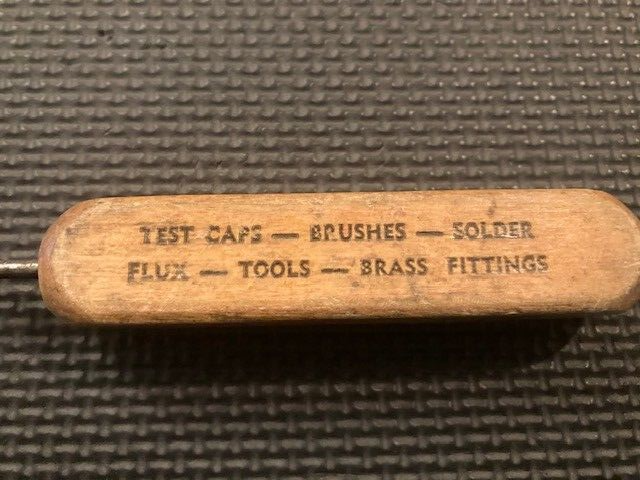 TEST CAPS — BRUSHES — SOLDER
FLUX — TOOLS — BRASS FITTINGS